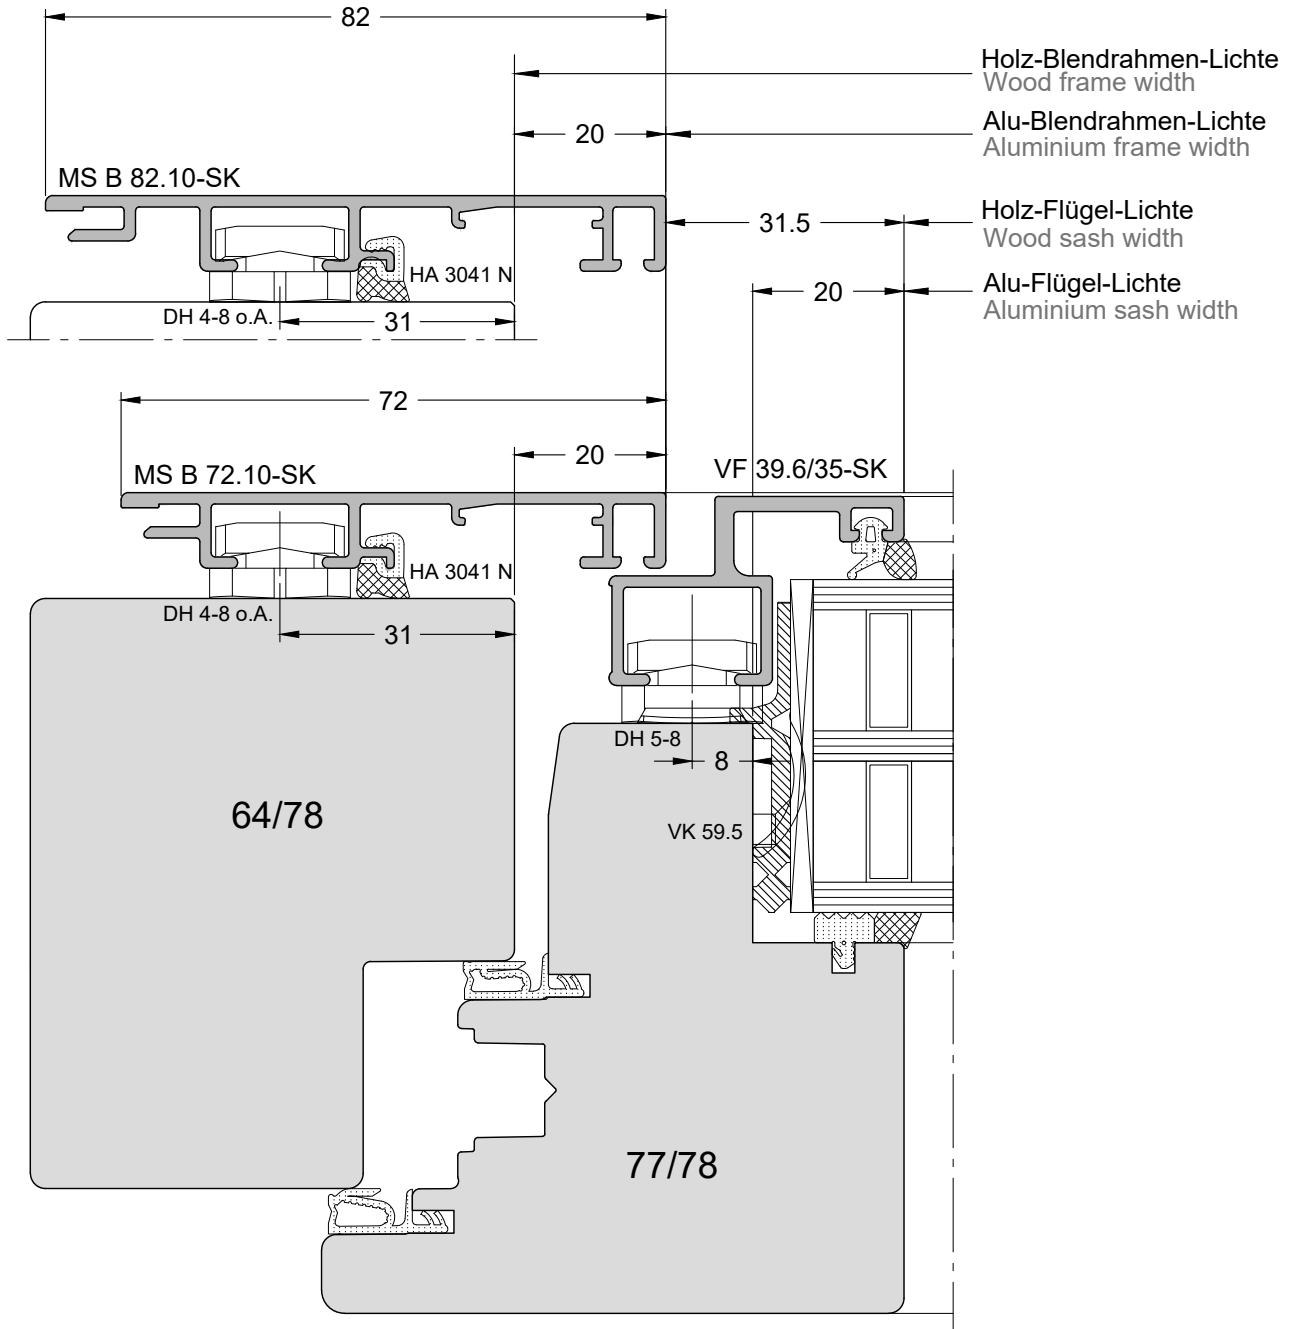 82
Holz-Blendrahmen-Lichte
Wood frame width
20
Alu-Blendrahmen-Lichte
Aluminium frame width
MS B 82.10-SK
31.5
Holz-Flügel-Lichte
Wood sash width
HA 3041 N
20
Alu-Flügel-Lichte
Aluminium sash width
DH 4-8 o.A.
31
72
20
MS B 72.10-SK
VF 39.6/35-SK
HA 3041 N
DH 4-8 o.A.
31
DH 5-8
8
64/78
VK 59.5
77/78